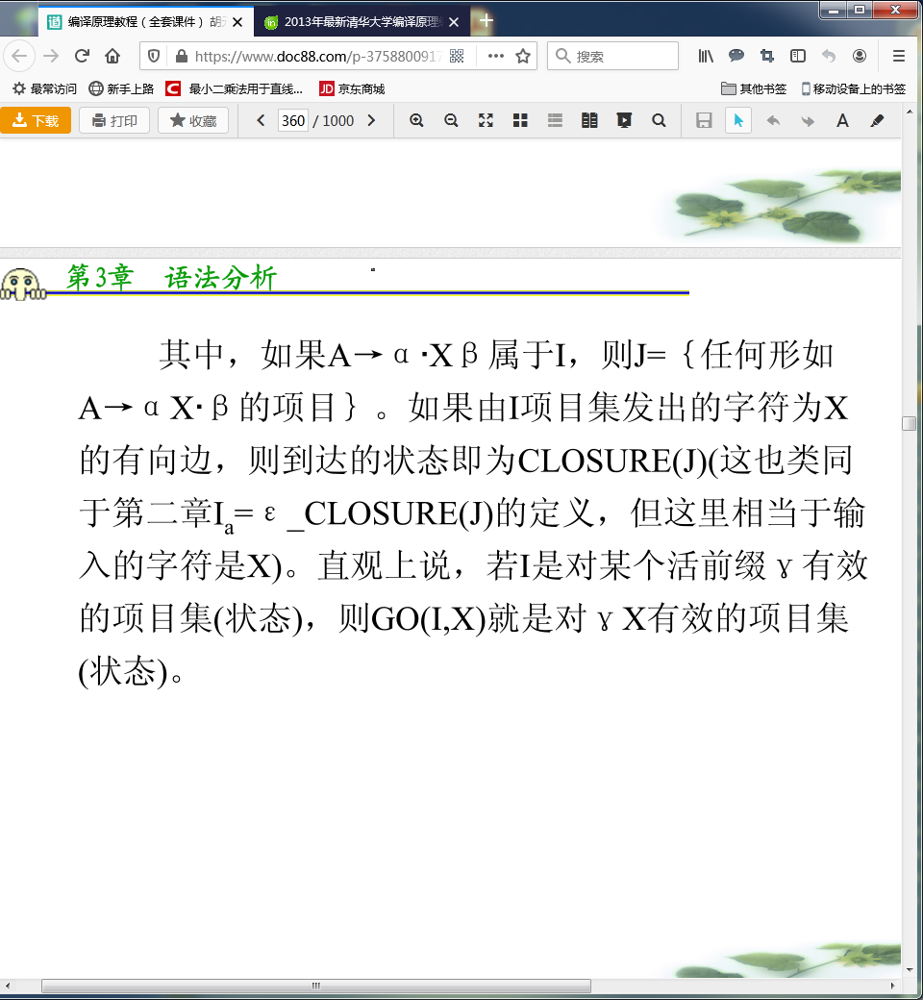 编译原理教程（全套课件）胡
2013年最新清华大学编译原理
https://www.doc88.com/p-3758800917
搜索
最常访问
新手上路
C
最小二乘法用于直线...
JD
京东商城
其他书签
移动设备上的书签
下载
打印
收藏
360 / 1000
A
第3章 语法分析
其中，如果A→α·Xβ属于I，则J=｛任何形如
A→αX·β的项目｝。如果由I项目集发出的字符为X
的有向边，则到达的状态即为CLOSURE(J)(这也类同
于第二章Ia=ε_CLOSURE(J)的定义，但这里相当于输
入的字符是X)。直观上说，若I是对某个活前缀γ有效
的项目集(状态)，则GO(I,X)就是对γX有效的项目集
(状态)。